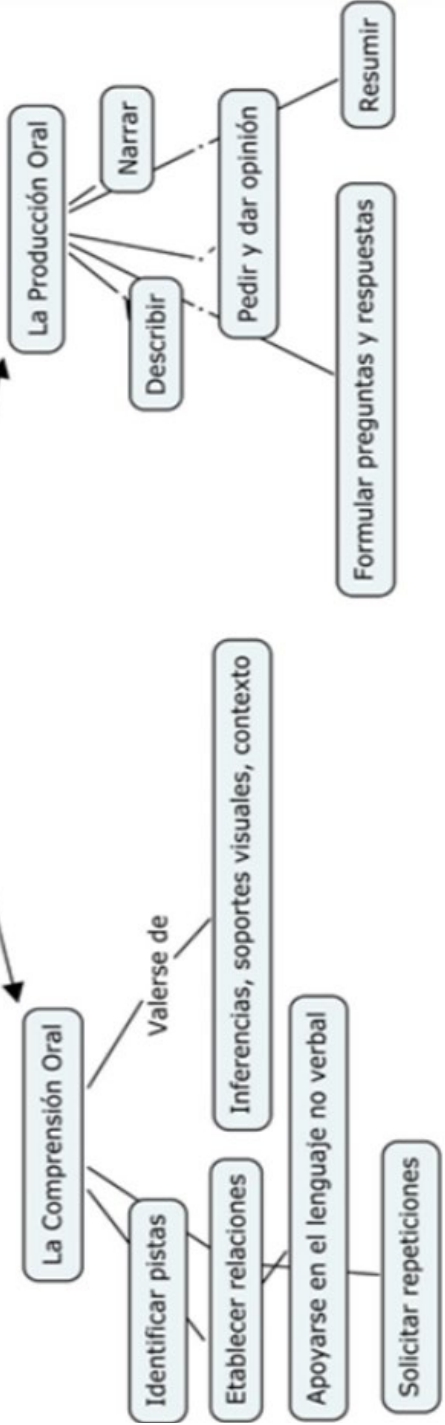 La Comprensión Oral
Identificar pistas
Etablecer relaciones
Apoyarse en el lenguaje no verbal
Solicitar repeticiones
Valerse de
Inferencias, soportes visuales, contexto
La Producción Oral
Describir
Narrar
Pedir y dar opinión
Formular preguntas y respuestas
Resumir